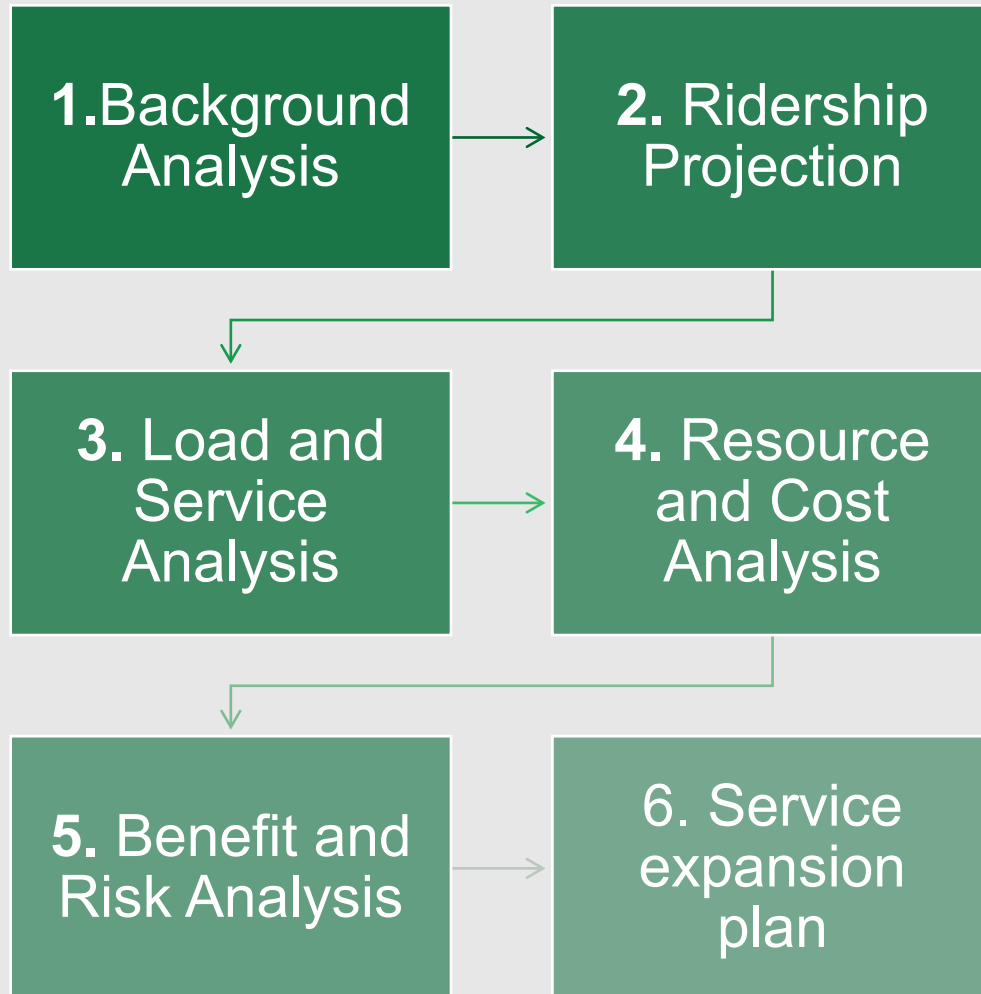 1.Background
Analysis
2. Ridership
Projection
3. Load and
Service
Analysis
4. Resource
and Cost
Analysis
5. Benefit and
Risk Analysis
6. Service
expansion
plan